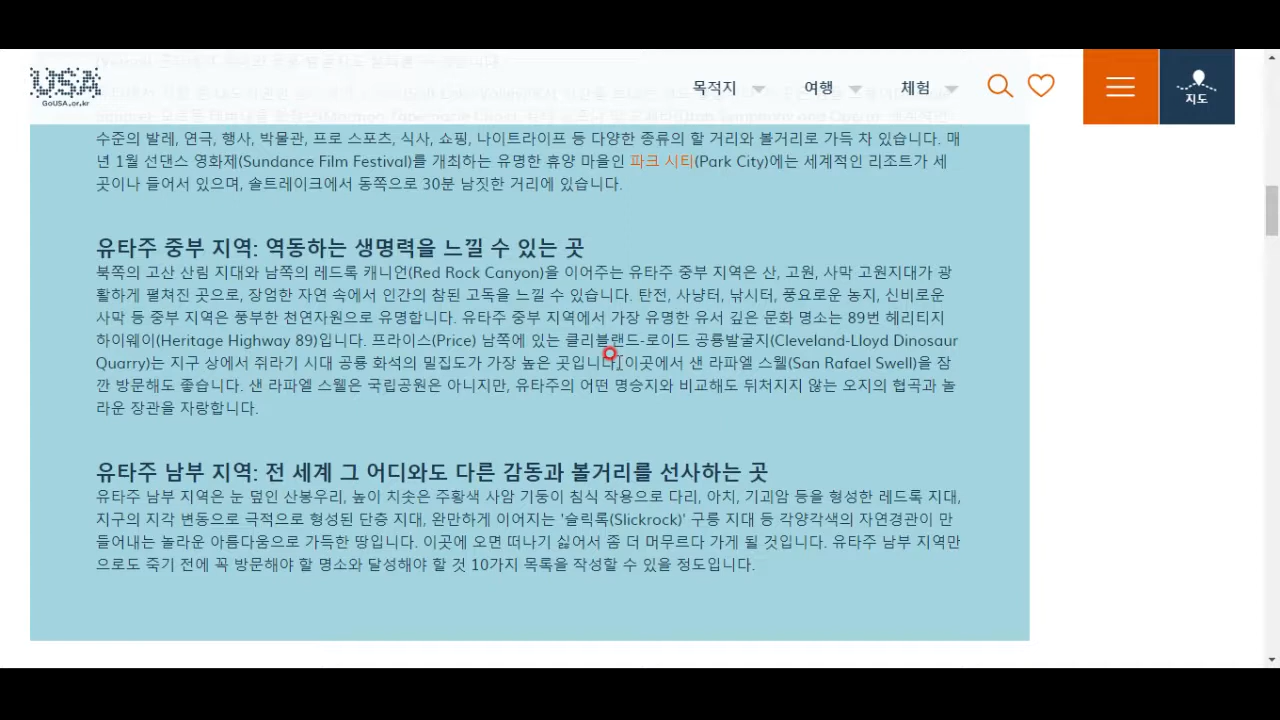 USA
GoUSA.or.kr
목적지
여행
체험
지도
수준의 발레, 연극, 행사, 박물관, 프로 스포츠, 식사, 쇼핑, 나이트라이프 등 다양한 종류의 할 거리와 볼거리로 가득 차 있습니다. 매
년 1월 선댄스 영화제(Sundance Film Festival)를 개최하는 유명한 휴양 마을인 파크 시티(Park City)에는 세계적인 리조트가 세
곳이나 들어서 있으며, 솔트레이크에서 동쪽으로 30분 남짓한 거리에 있습니다.
유타주 중부 지역: 역동하는 생명력을 느낄 수 있는 곳
북쪽의 고산 산림 지대와 남쪽의 레드록 캐니언(Red Rock Canyon)을 이어주는 유타주 중부 지역은 산, 고원, 사막 고원지대가 광
활하게 펼쳐진 곳으로, 장엄한 자연 속에서 인간의 참된 고독을 느낄 수 있습니다. 탄전, 사냥터, 낚시터, 풍요로운 농지, 신비로운
사막 등 중부 지역은 풍부한 천연자원으로 유명합니다. 유타주 중부 지역에서 가장 유명한 유서 깊은 문화 명소는 89번 헤리티지
하이웨이(Heritage Highway 89)입니다. 프라이스(Price) 남쪽에 있는 클리블랜드-로이드 공룡발굴지(Cleveland-Lloyd Dinosaur
Quarry)는 지구 상에서 쥐라기 시대 공룡 화석의 밀집도가 가장 높은 곳입니다. 이곳에서 샌 라파엘 스웰(San Rafael Swell)을 잠
깐 방문해도 좋습니다. 샌 라파엘 스웰은 국립공원은 아니지만, 유타주의 어떤 명승지와 비교해도 뒤처지지 않는 오지의 협곡과 놀
라운 장관을 자랑합니다.
유타주 남부 지역: 전 세계 그 어디와도 다른 감동과 볼거리를 선사하는 곳
유타주 남부 지역은 눈 덮인 산봉우리, 높이 치솟은 주황색 사암 기둥이 침식 작용으로 다리, 아치, 기괴암 등을 형성한 레드록 지대,
지구의 지각 변동으로 극적으로 형성된 단층 지대, 완만하게 이어지는 '슬릭록(Slickrock)' 구릉 지대 등 각양각색의 자연경관이 만
들어내는 놀라운 아름다움으로 가득한 땅입니다. 이곳에 오면 떠나기 싫어서 좀 더 머무르다 가게 될 것입니다. 유타주 남부 지역만
으로도 죽기 전에 꼭 방문해야 할 명소와 달성해야 할 것 10가지 목록을 작성할 수 있을 정도입니다.